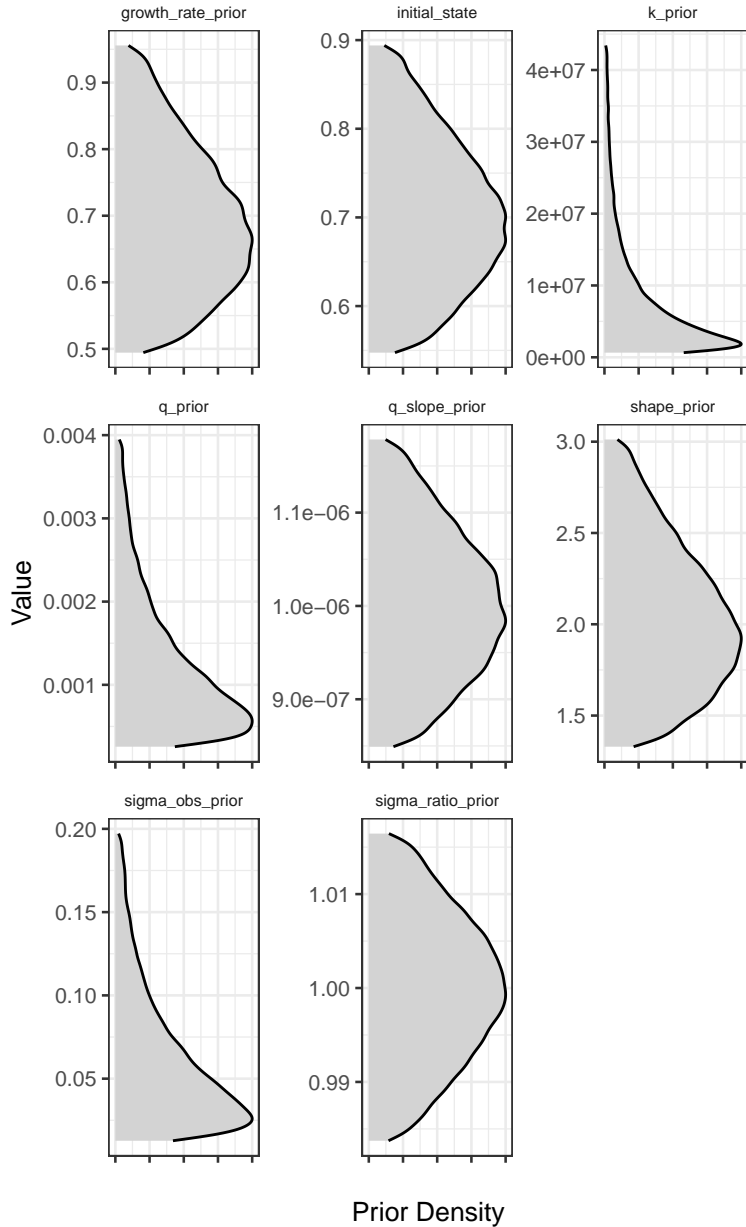 growth_rate_prior
initial_state
k_prior
0.9
0.8
0.7
0.6
0.5
0.9
0.8
0.7
0.6
4e+07
3e+07
2e+07
1e+07
0e+00
q_prior
q_slope_prior
shape_prior
0.004
0.003
0.002
0.001
1.1e−06
1.0e−06
9.0e−07
3.0
2.5
2.0
1.5
Value
sigma_obs_prior
sigma_ratio_prior
0.20
0.15
0.10
0.05
1.01
1.00
0.99
Prior Density